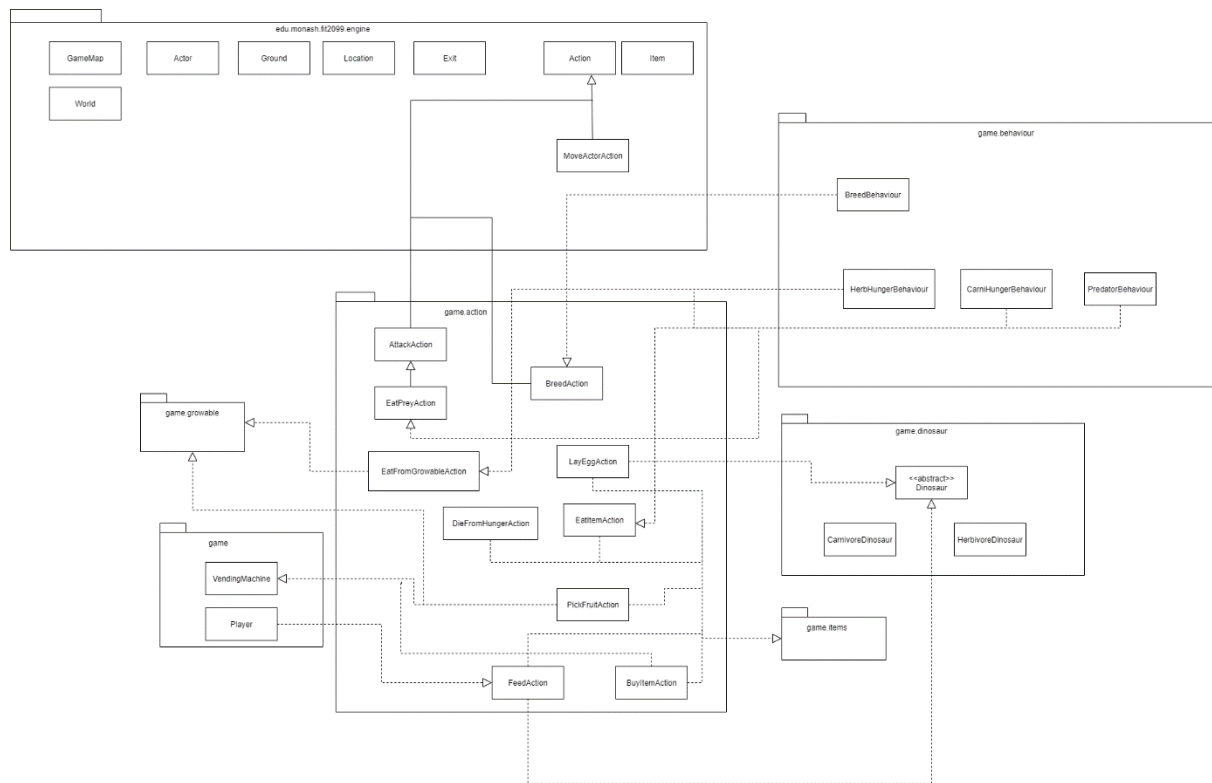 edu.monash.fit2099.engine
GameMap
Actor
Ground
Location
Exit
Action
Item
World
MoveActorAction
game.behaviour
BreedBehaviour
HerbHungerBehaviour
CarniHungerBehaviour
PredatorBehaviour
game.action
AttackAction
BreedAction
EatPreyAction
game.growable
EatFromGrowableAction
LayEggAction
game.dinosaur
<<abstract>>
Dinosaur
CarnivoreDinosaur
HerbivoreDinosaur
DieFromHungerAction
EatItemAction
game
VendingMachine
Player
PickFruitAction
game.items
FeedAction
BuyItemAction